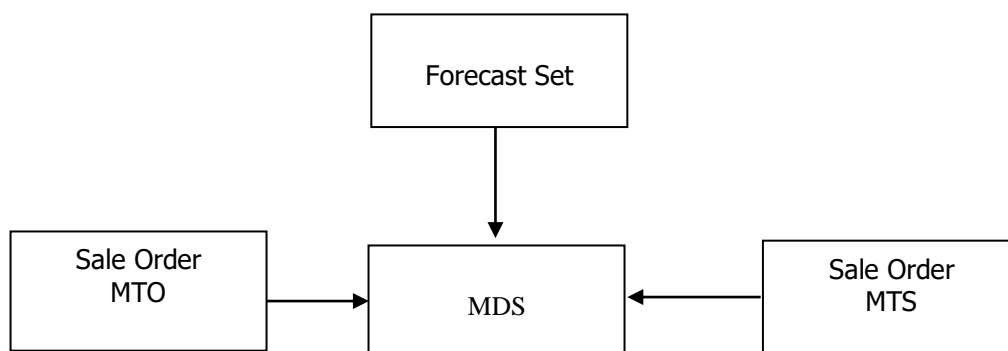 Forecast Set
Sale Order
MTO
MDS
Sale Order
MTS